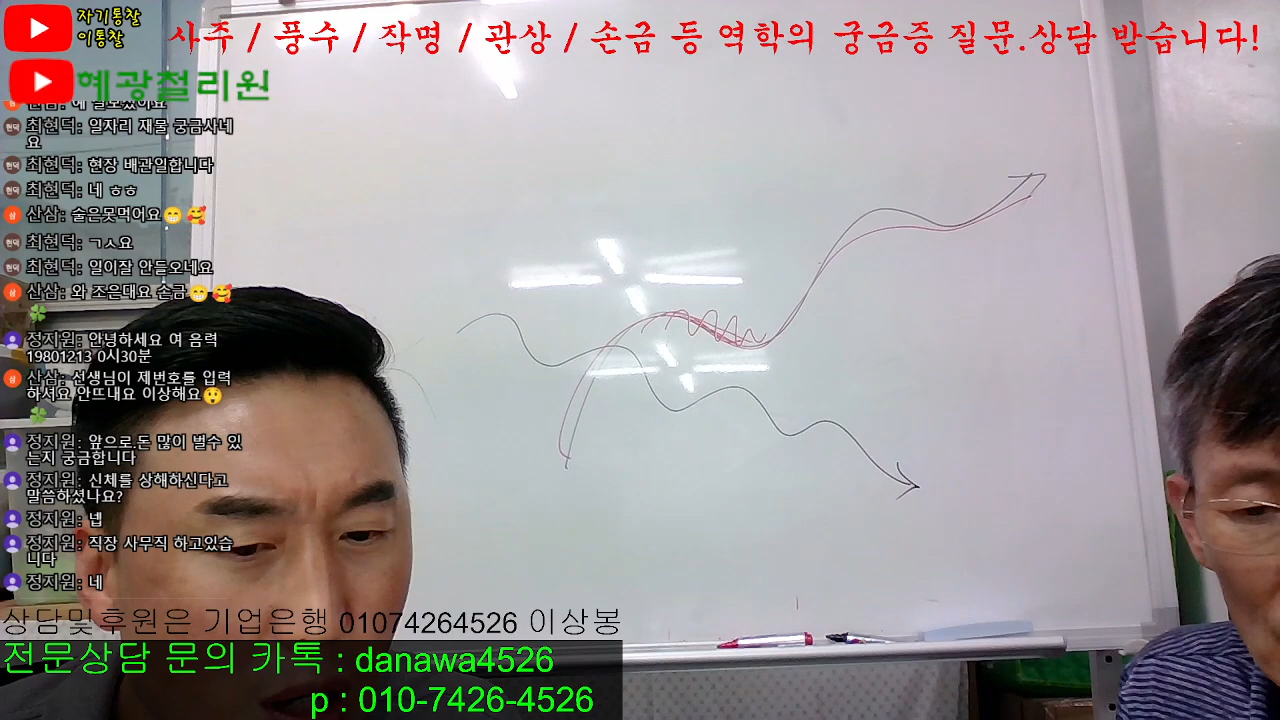 자기통찰
이통찰
사주 / 풍수 / 작명 / 관상 / 손금 등 역학의 궁금증 질문.상담 받습니다!
혜광철리원
최현덕: 일자리 재물 궁금사네
요
최현덕: 현장 배관일합니다
최현덕: 네 ㅎㅎ
산삼: 술은못먹어요😁🥰
최현덕: ㄱㅅ요
최현덕: 일이잘 안들오네요
산삼: 와 조은대요 손금😁🥰
🍀
정지원: 안녕하세요 여 음력
19801213 0시30분
산삼: 선생님이 제번호를 입력
하셔요 안뜨내요 이상해요😲
🍀
정지원: 앞으로.돈 많이 벌수 있
는지 궁금합니다
정지원: 신체를 상해하신다고
말씀하셨나요?
정지원: 넵
정지원: 직장 사무직 하고있습
니다
정지원: 네
상담및후원은 기업은행 01074264526 이상봉
전문상담 문의 카톡 : danawa4526
p : 010-7426-4526